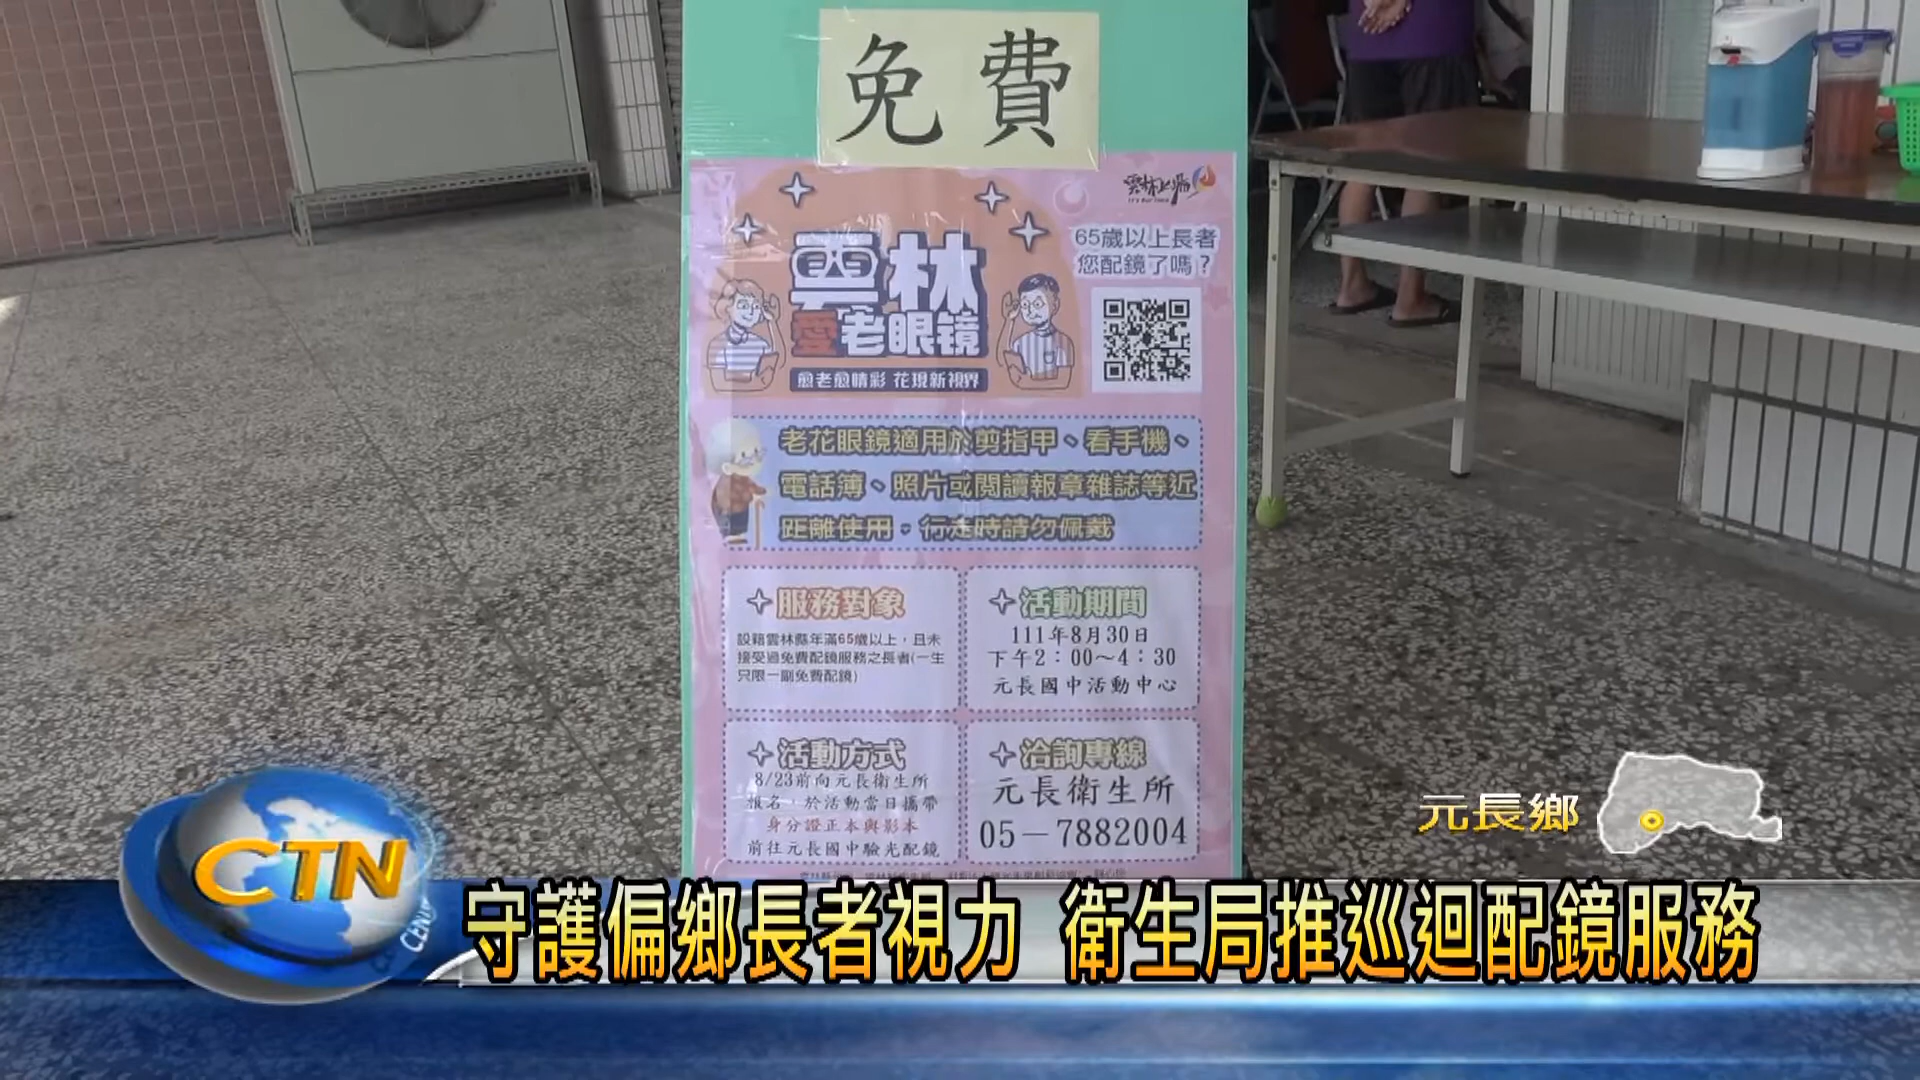 免費
雲林
愛老眼鏡
愈老愈睛彩 花現新視界
65歲以上長者
您配鏡了嗎？
老花眼鏡適用於剪指甲、看手機、
電話簿、照片或閱讀報章雜誌等近
距離使用，行走時請勿佩戴
服務對象
設籍雲林縣年滿65歲以上，且未
接受過免費配鏡服務之長者(一生
只限一副免費配鏡)
活動期間
111年8月30日
下午2：00～4：30
元長國中活動中心
活動方式
8/23前向元長衛生所
報名，於活動當日攜帶
身分證正本與影本
前往元長國中驗光配鏡
洽詢專線
元長衛生所
05－7882004
元長鄉
CTN
守護偏鄉長者視力 衛生局推巡迴配鏡服務